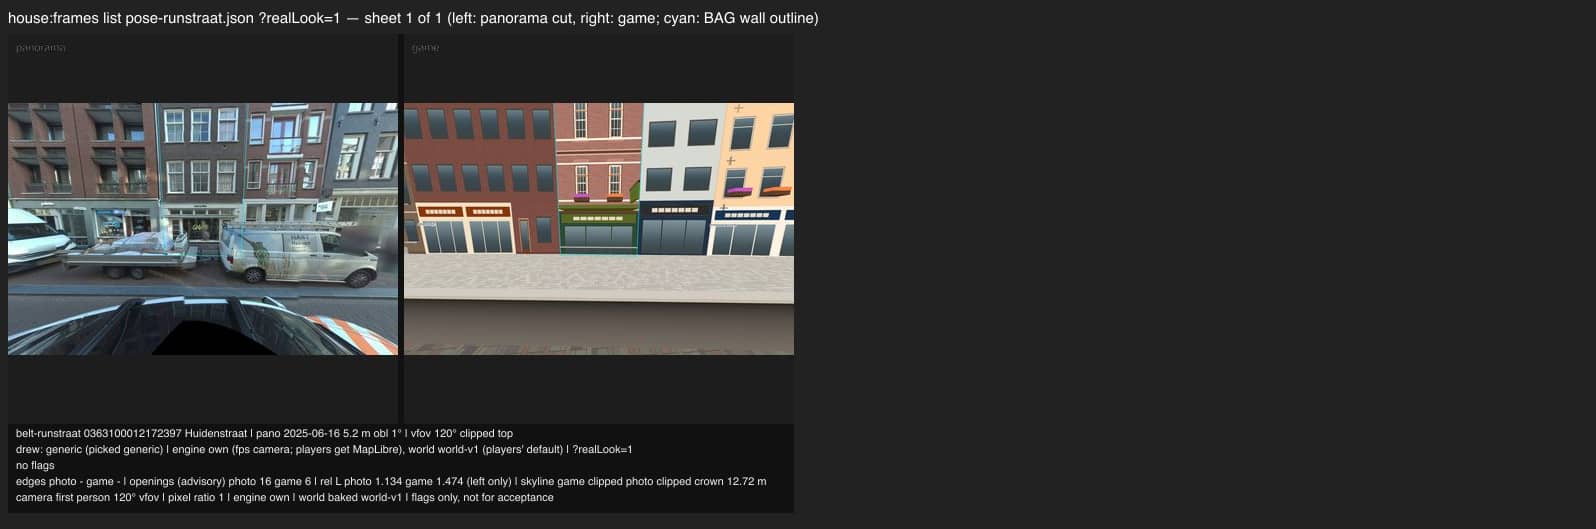 house:frames list pose-runstraat.json ?realLook=1 — sheet 1 of 1 (left: panorama cut, right: game; cyan: BAG wall outline)
panorama
game
belt-runstraat 0363100012172397 Huidenstraat | pano 2025-06-16 5.2 m obl 1° | vfov 120° clipped top
drew: generic (picked generic) | engine own (fps camera; players get MapLibre), world world-v1 (players' default) | ?realLook=1
no flags
edges photo - game - | openings (advisory) photo 16 game 6 | rel L photo 1.134 game 1.474 (left only) | skyline game clipped photo clipped crown 12.72 m
camera first person 120° vfov | pixel ratio 1 | engine own | world baked world-v1 | flags only, not for acceptance